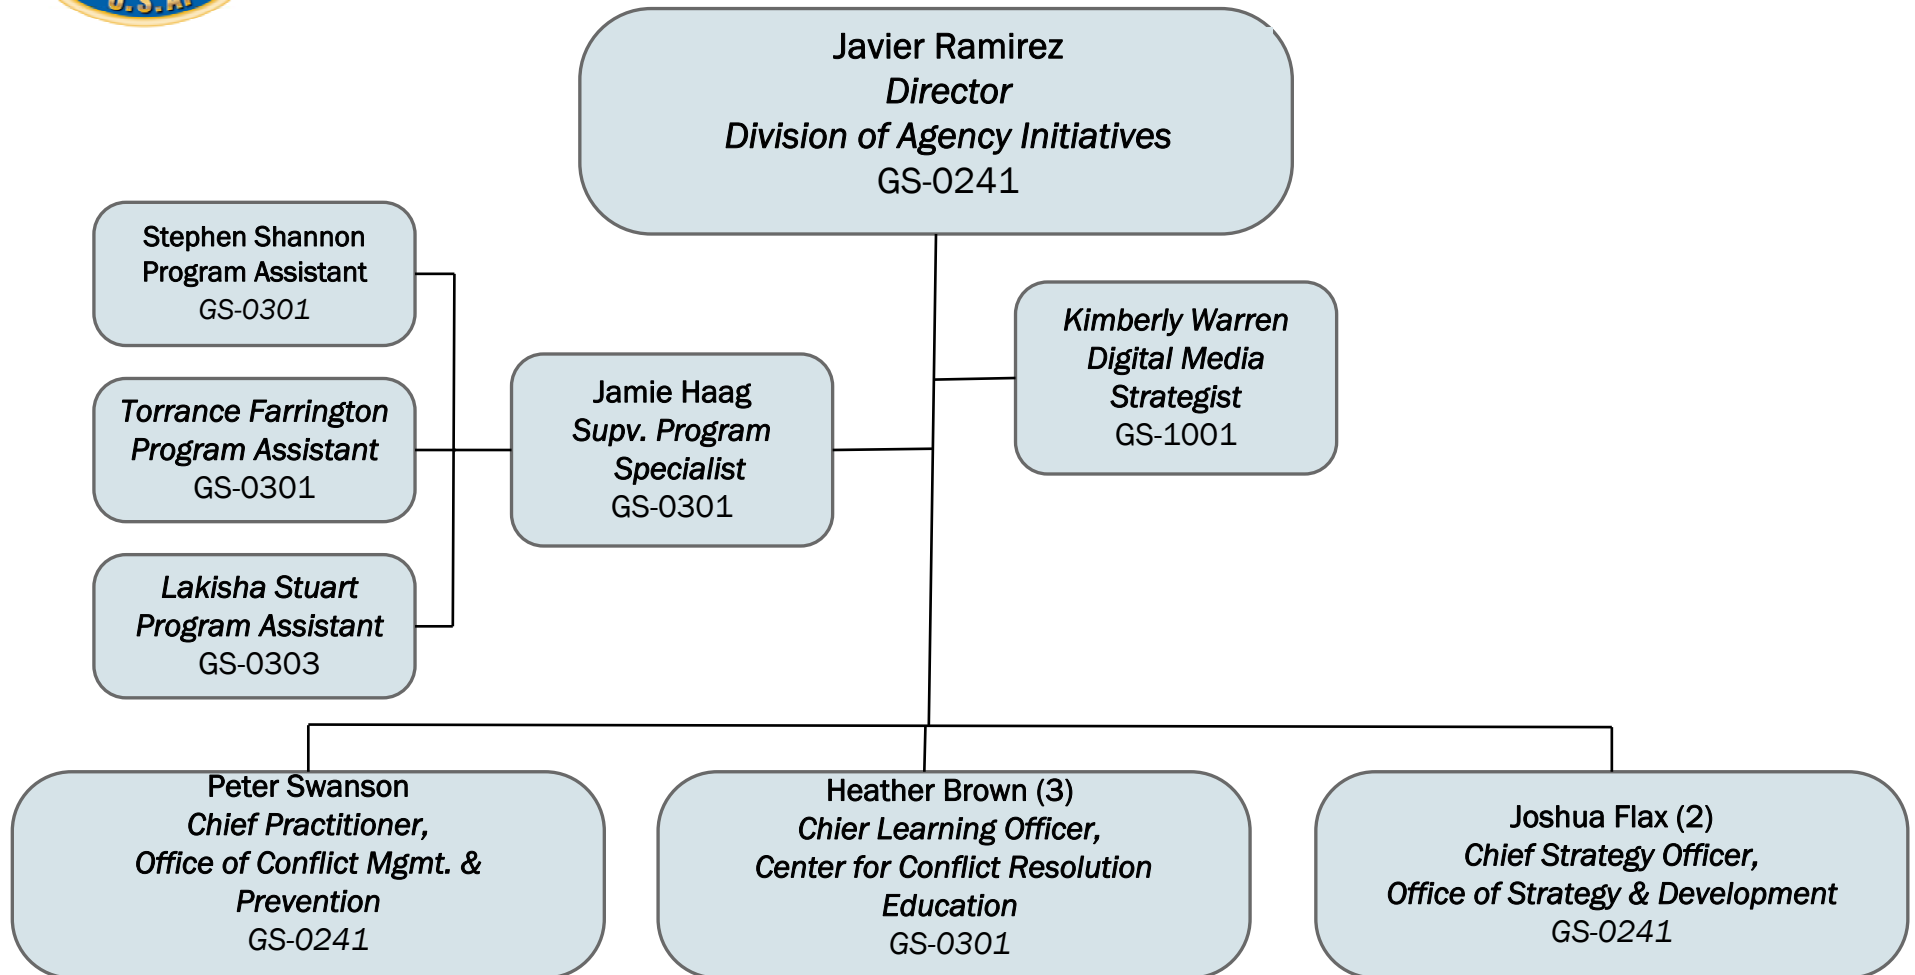 U.S.A.
Javier Ramirez
Director
Division of Agency Initiatives
GS-0241
Stephen Shannon
Program Assistant
GS-0301
Kimberly Warren
Digital Media
Strategist
GS-1001
Torrance Farrington
Program Assistant
GS-0301
Jamie Haag
Supv. Program
Specialist
GS-0301
Lakisha Stuart
Program Assistant
GS-0303
Peter Swanson
Chief Practitioner,
Office of Conflict Mgmt. &
Prevention
GS-0241
Heather Brown (3)
Chier Learning Officer,
Center for Conflict Resolution
Education
GS-0301
Joshua Flax (2)
Chief Strategy Officer,
Office of Strategy & Development
GS-0241